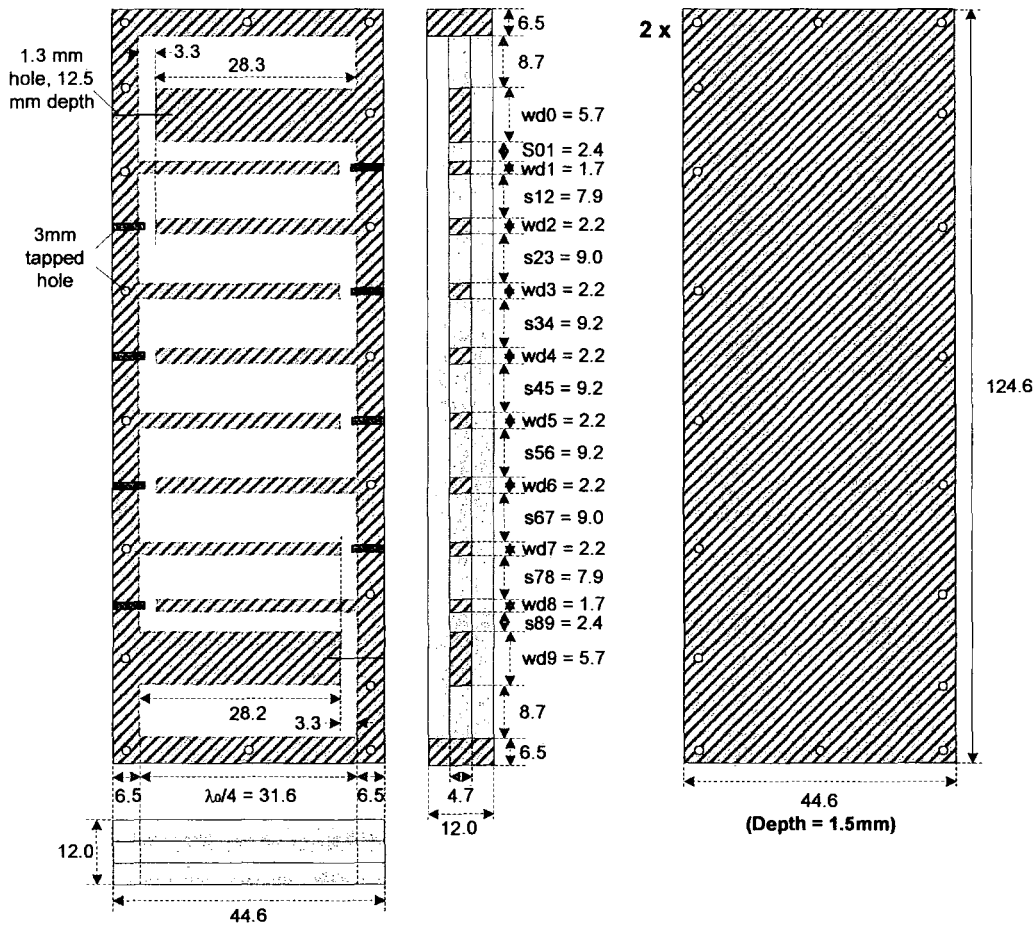 1.3 mm
hole, 12.5
mm depth
3mm
tapped
hole
3.3
28.3
28.2
3.3
6.5
λ₀/4 = 31.6
6.5
12.0
44.6
6.5
8.7
wd0 = 5.7
S01 = 2.4
wd1 = 1.7
s12 = 7.9
wd2 = 2.2
s23 = 9.0
wd3 = 2.2
s34 = 9.2
wd4 = 2.2
s45 = 9.2
wd5 = 2.2
s56 = 9.2
wd6 = 2.2
s67 = 9.0
wd7 = 2.2
s78 = 7.9
wd8 = 1.7
s89 = 2.4
wd9 = 5.7
8.7
6.5
4.7
12.0
2 x
124.6
44.6
(Depth = 1.5mm)